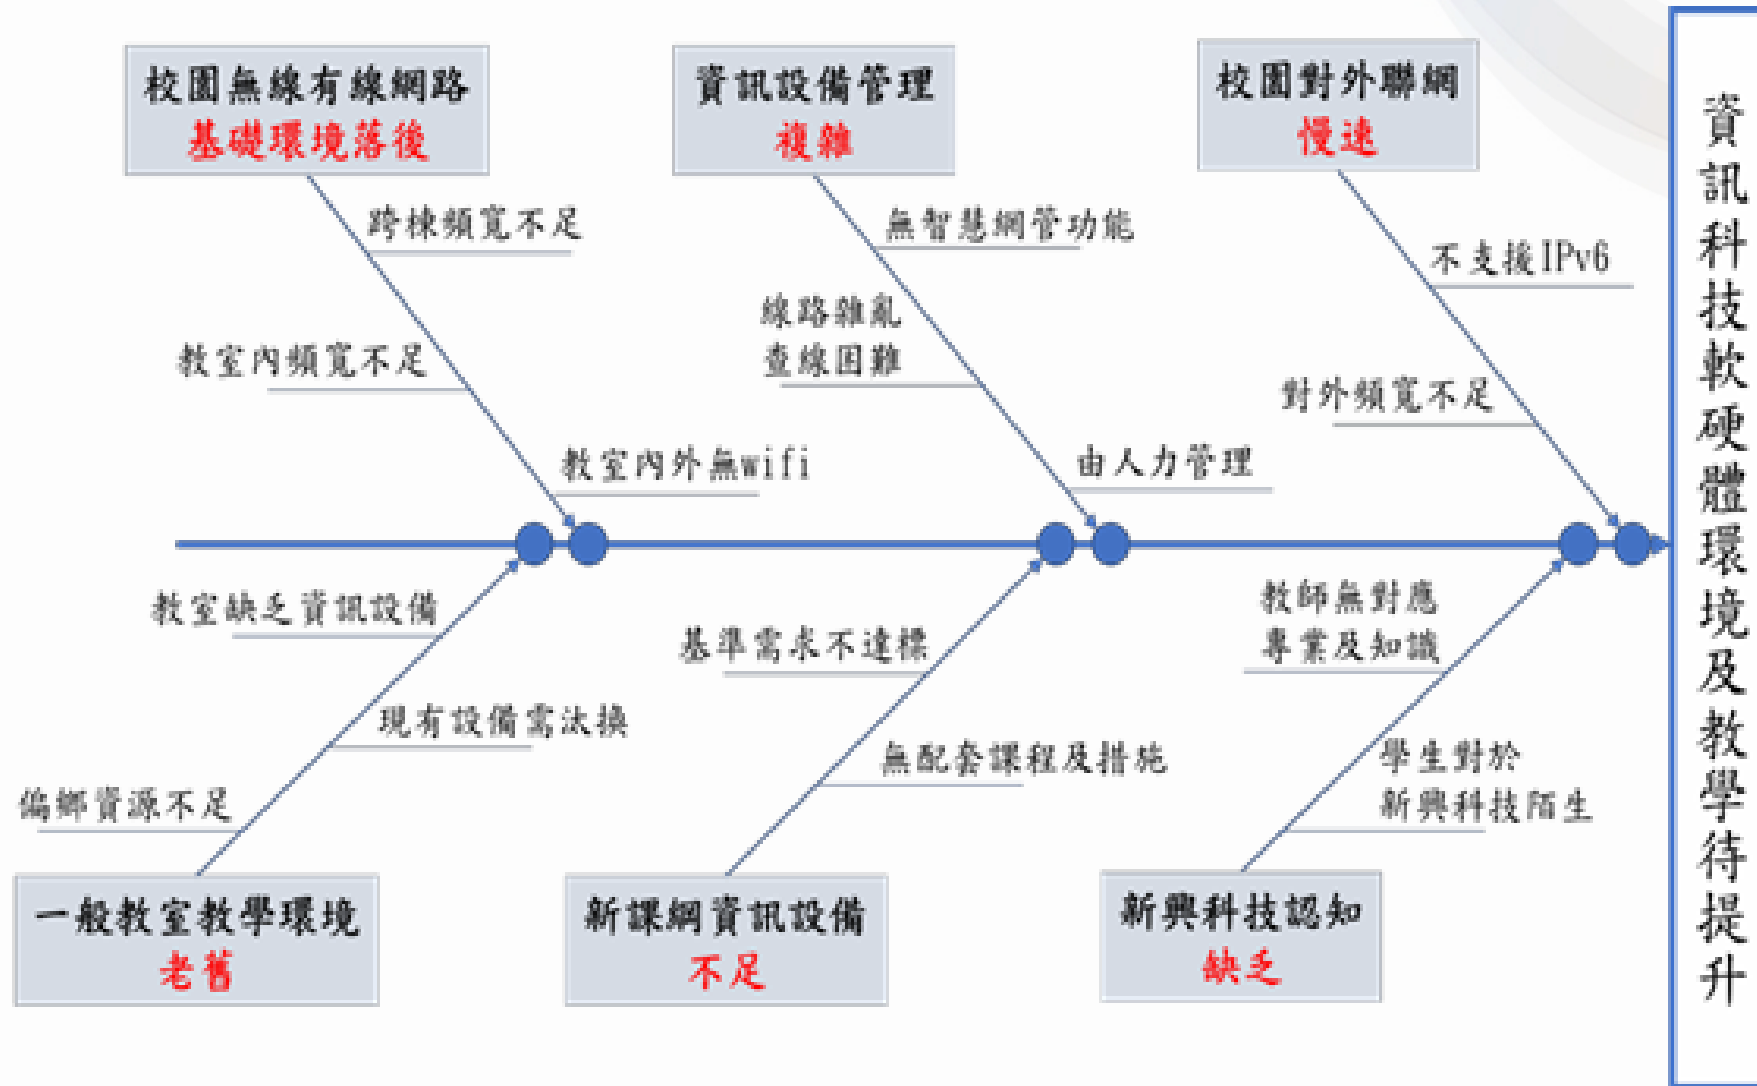 校園無線有線網路
基礎環境落後
跨棟頻寬不足
教室內頻寬不足
教室內外無wifi
資訊設備管理
複雜
無智慧網管功能
線路雜亂
查線困難
由人力管理
校園對外聯網
慢速
不支援IPv6
對外頻寬不足
教室缺乏資訊設備
現有設備需汰換
偏鄉資源不足
一般教室教學環境
老舊
基準需求不達標
無配套課程及措施
新課綱資訊設備
不足
教師無對應
專業及知識
學生對於
新興科技陌生
新興科技認知
缺乏
資訊科技軟硬體環境及教學待提升